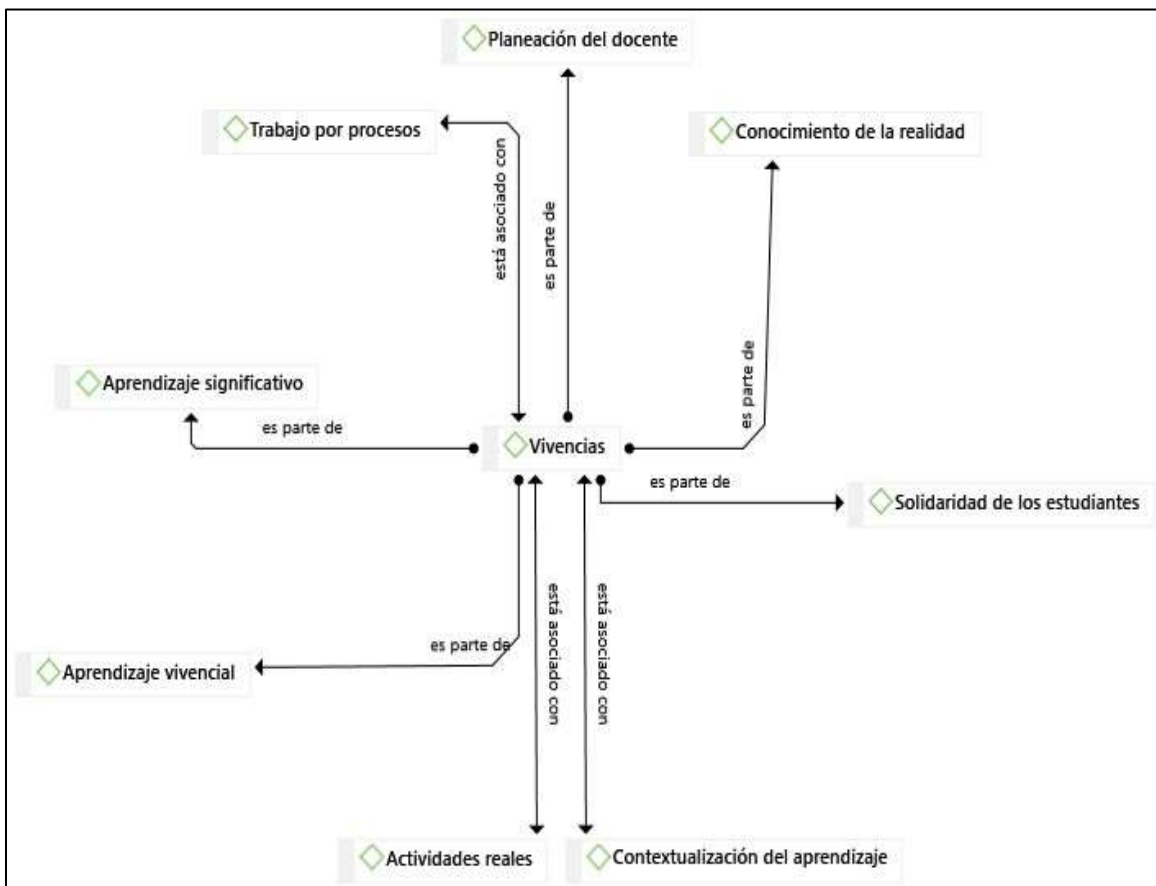 Planeación del docente
Trabajo por procesos
Conocimiento de la realidad
está asociado con
es parte de
es parte de
Aprendizaje significativo
es parte de
Vivencias
es parte de
Solidaridad de los estudiantes
es parte de
está asociado con
está asociado con
Aprendizaje vivencial
Actividades reales
Contextualización del aprendizaje